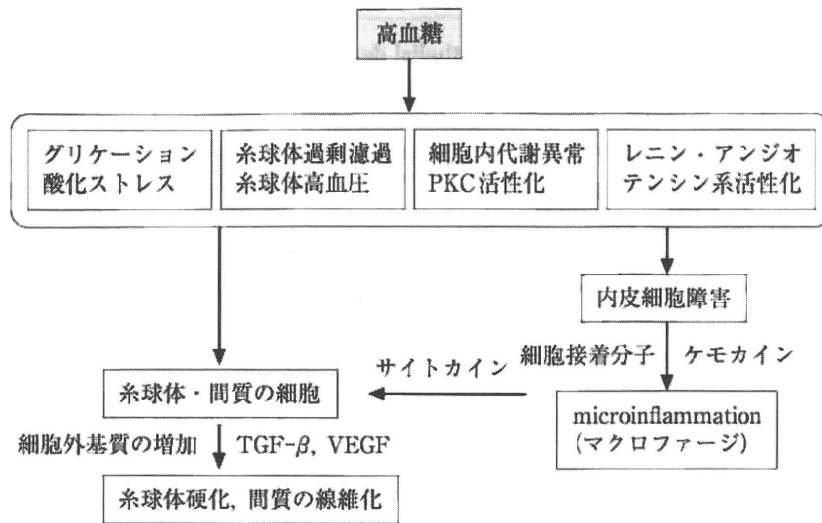 高血糖
グリケーション
酸化ストレス
糸球体過剰濾過
糸球体高血圧
細胞内代謝異常
PKC活性化
レニン・アンジオ
テンシン系活性化
内皮細胞障害
細胞接着分子
ケモカイン
サイトカイン
糸球体・間質の細胞
microinflammation
(マクロファージ)
細胞外基質の増加
TGF-β, VEGF
糸球体硬化, 間質の線維化